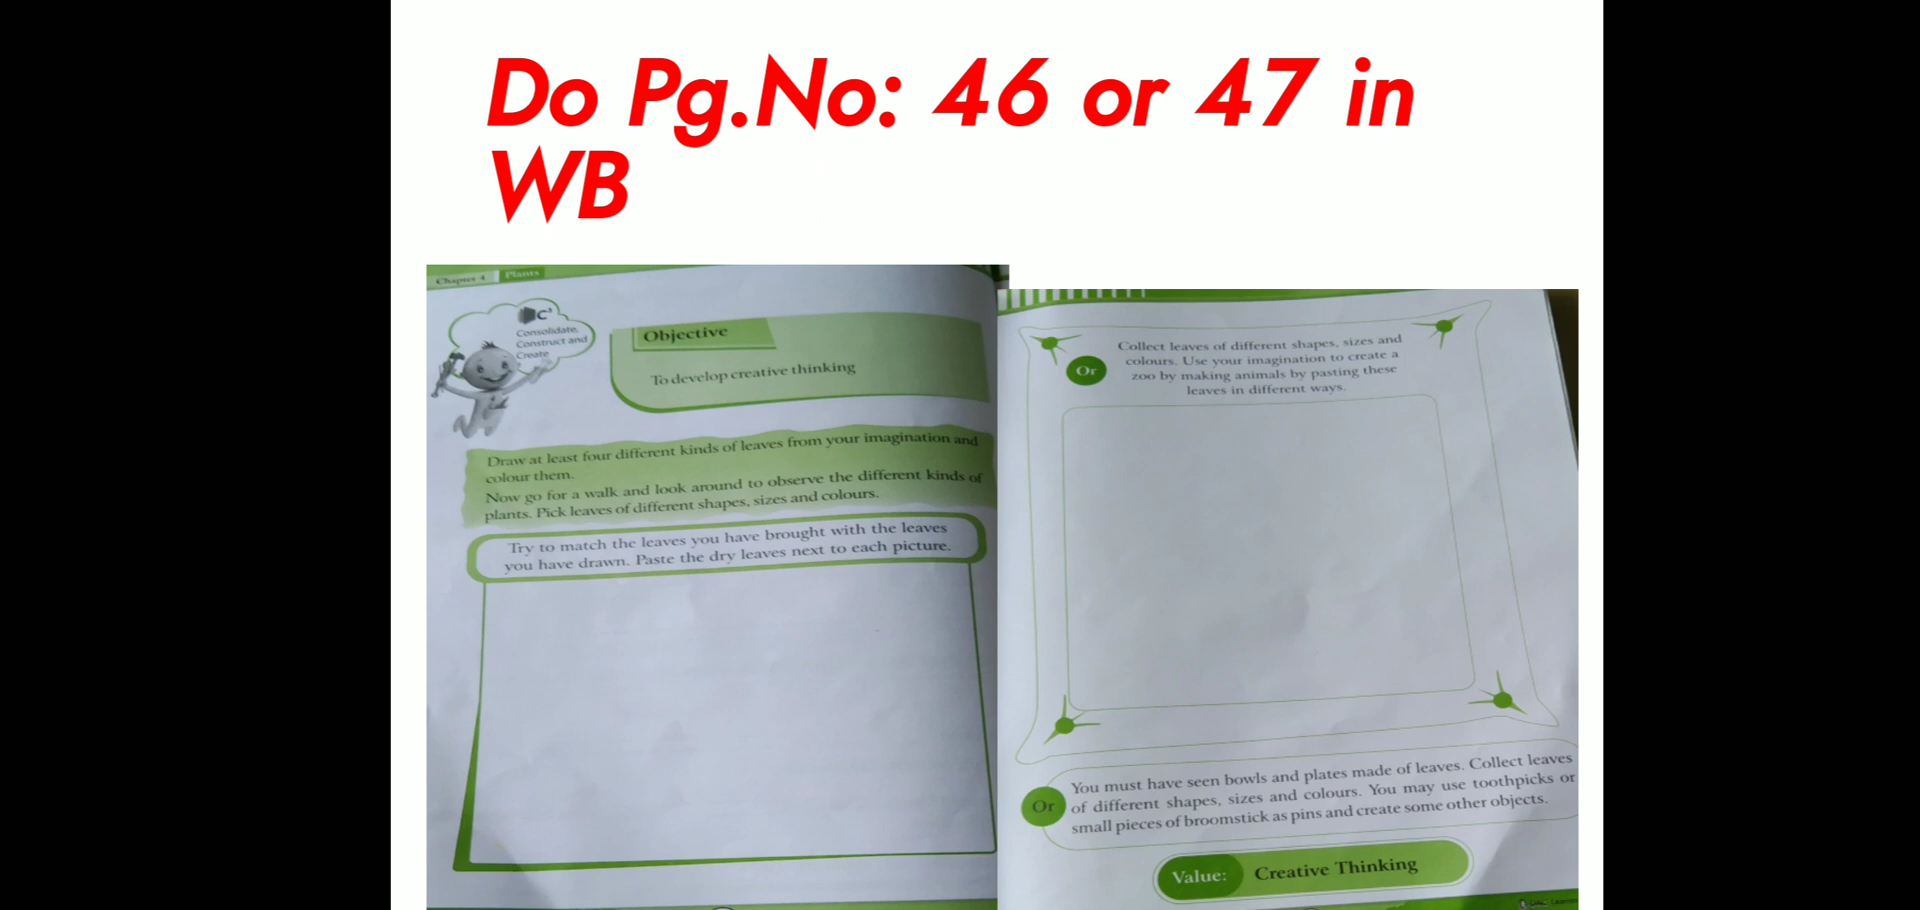 Do Pg.No: 46 or 47 in
WB
Chapter 4 Plants
C³
Consolidate,
Construct and
Create
Objective
To develop creative thinking
Draw at least four different kinds of leaves from your imagination and
colour them.
Now go for a walk and look around to observe the different kinds of
plants. Pick leaves of different shapes, sizes and colours.
Try to match the leaves you have brought with the leaves
you have drawn. Paste the dry leaves next to each picture.
Or
Collect leaves of different shapes, sizes and
colours. Use your imagination to create a
zoo by making animals by pasting these
leaves in different ways.
Or
You must have seen bowls and plates made of leaves. Collect leaves
of different shapes, sizes and colours. You may use toothpicks or
small pieces of broomstick as pins and create some other objects.
Value: Creative Thinking